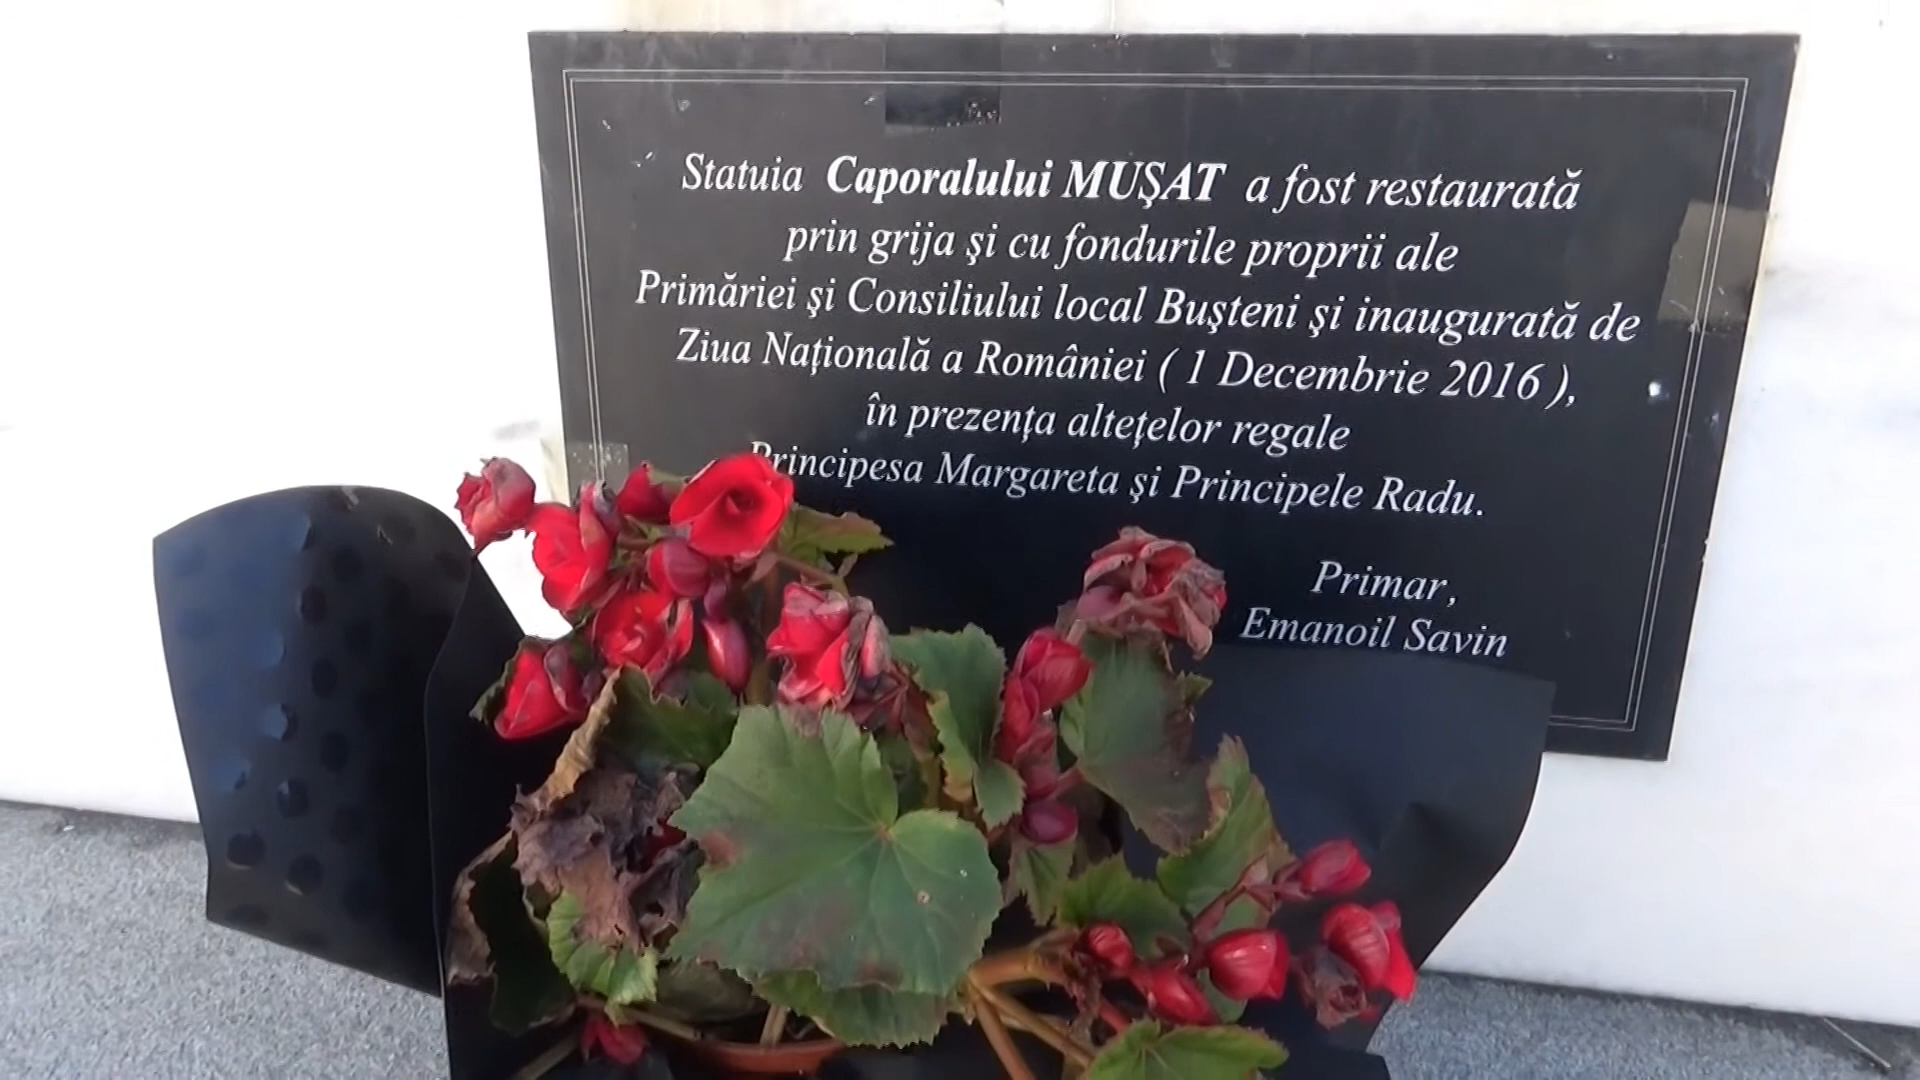 Statuia Caporalului MUŞAT a fost restaurată
prin grija şi cu fondurile proprii ale
Primăriei şi Consiliului local Buşteni şi inaugurată de
Ziua Naţională a României ( 1 Decembrie 2016 ),
în prezenţa alteţelor regale
Principesa Margareta şi Principele Radu.
Primar,
Emanoil Savin